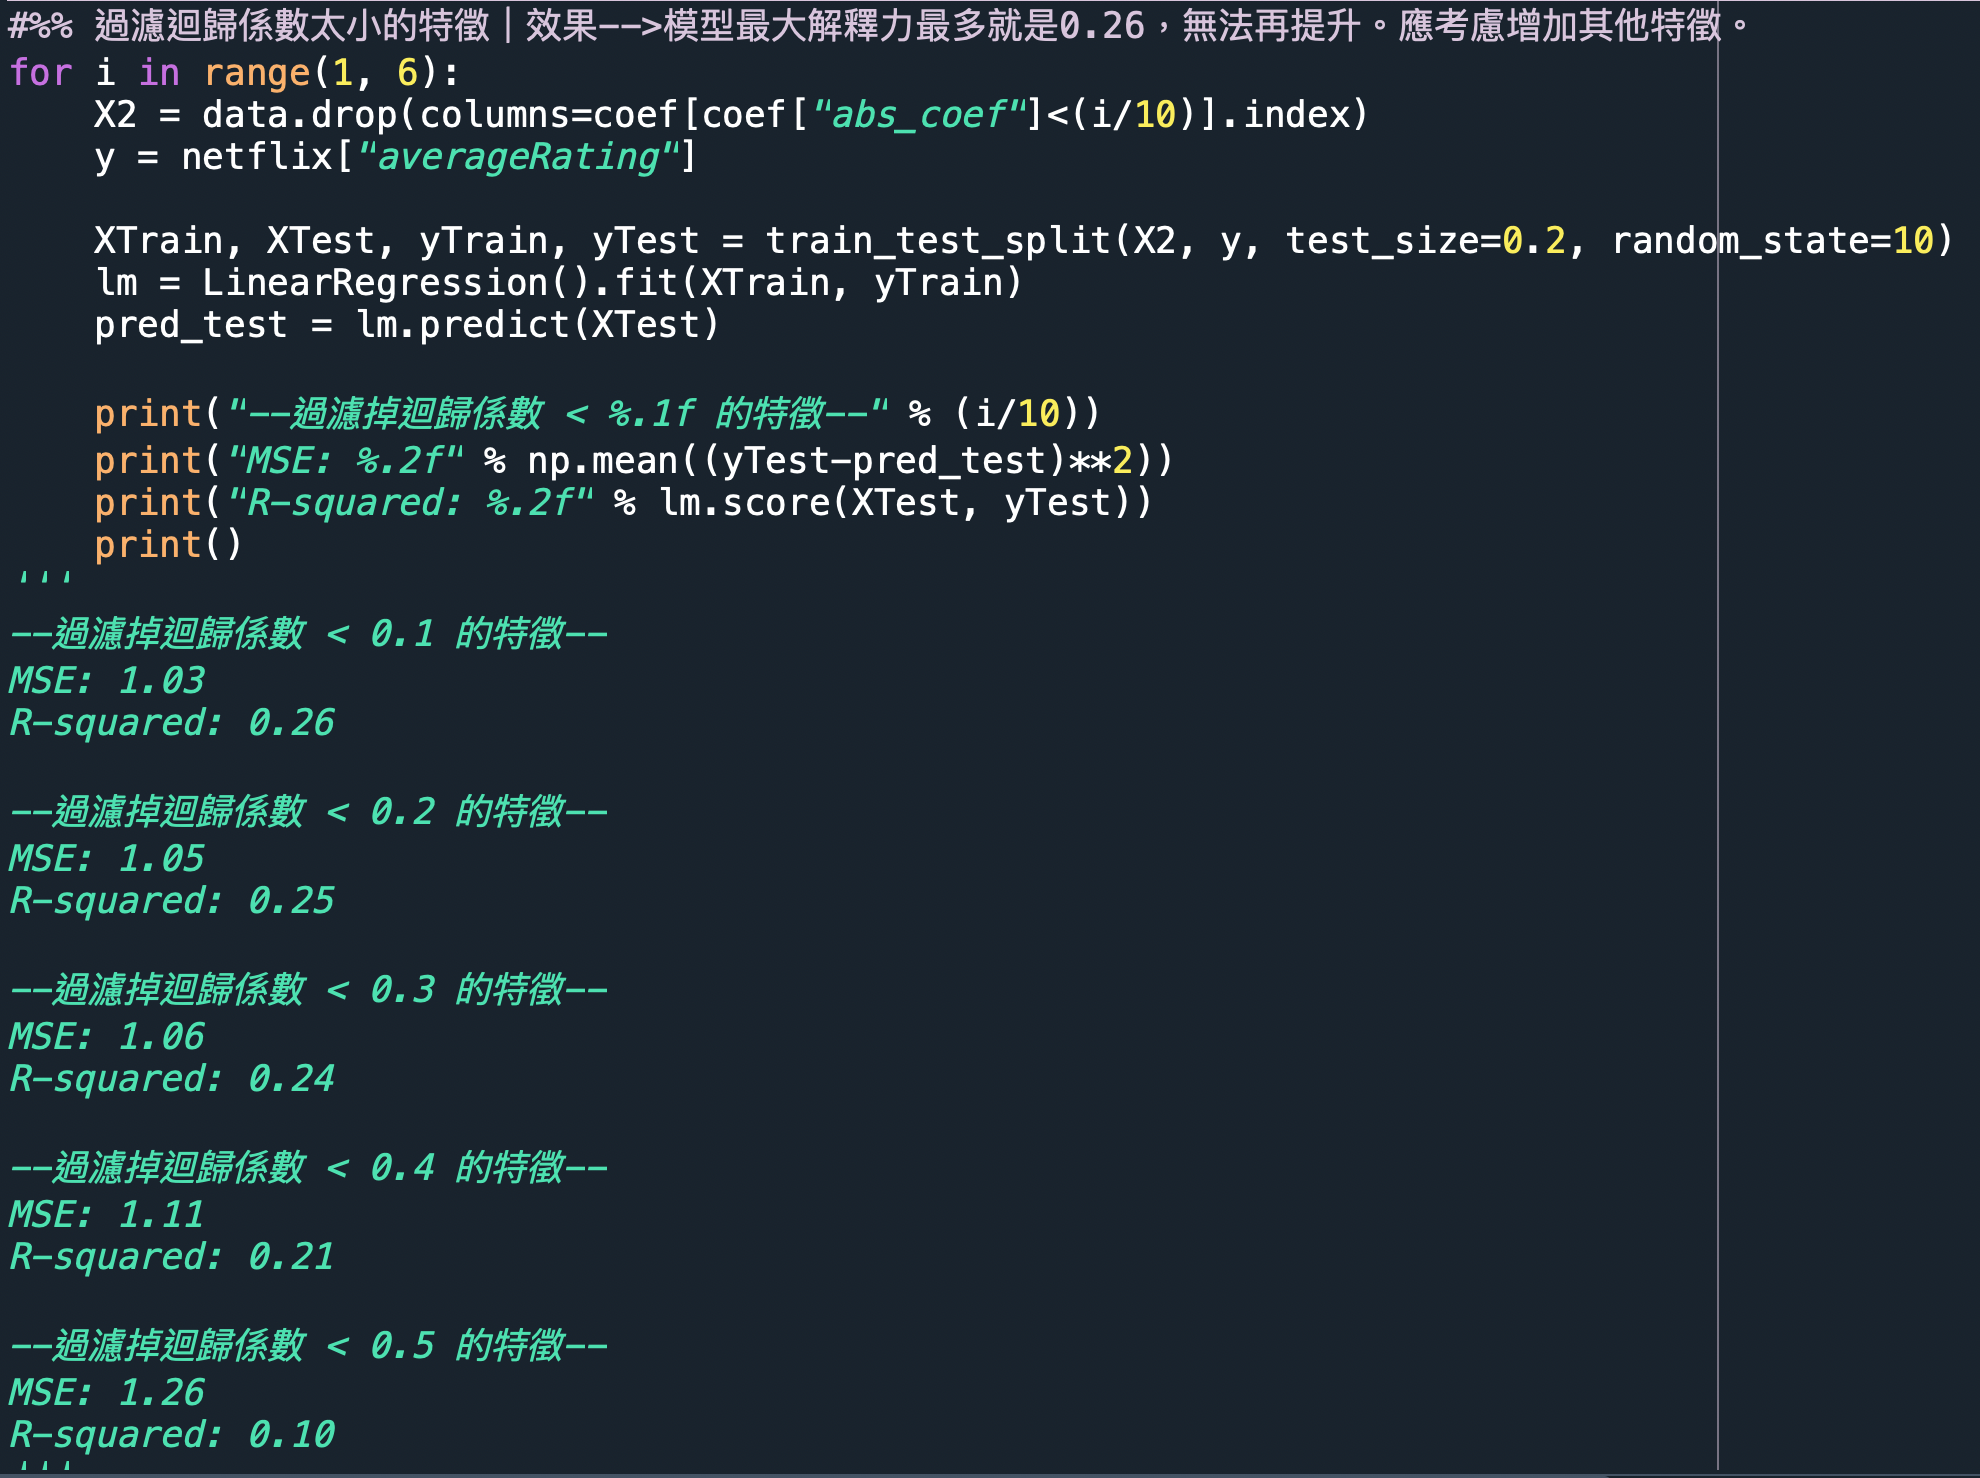 #%% 過濾迴歸係數太小的特徵｜效果-->模型最大解釋力最多就是0.26，無法再提升。應考慮增加其他特徵。
for i in range(1, 6):
    X2 = data.drop(columns=coef[coef["abs_coef"]<(i/10)].index)
    y = netflix["averageRating"]
    XTrain, XTest, yTrain, yTest = train_test_split(X2, y, test_size=0.2, random_state=10)
    lm = LinearRegression().fit(XTrain, yTrain)
    pred_test = lm.predict(XTest)
    print("--過濾掉迴歸係數 < %.1f 的特徵--" % (i/10))
    print("MSE: %.2f" % np.mean((yTest-pred_test)**2))
    print("R-squared: %.2f" % lm.score(XTest, yTest))
    print()
'''
--過濾掉迴歸係數 < 0.1 的特徵--
MSE: 1.03
R-squared: 0.26
--過濾掉迴歸係數 < 0.2 的特徵--
MSE: 1.05
R-squared: 0.25
--過濾掉迴歸係數 < 0.3 的特徵--
MSE: 1.06
R-squared: 0.24
--過濾掉迴歸係數 < 0.4 的特徵--
MSE: 1.11
R-squared: 0.21
--過濾掉迴歸係數 < 0.5 的特徵--
MSE: 1.26
R-squared: 0.10
'''